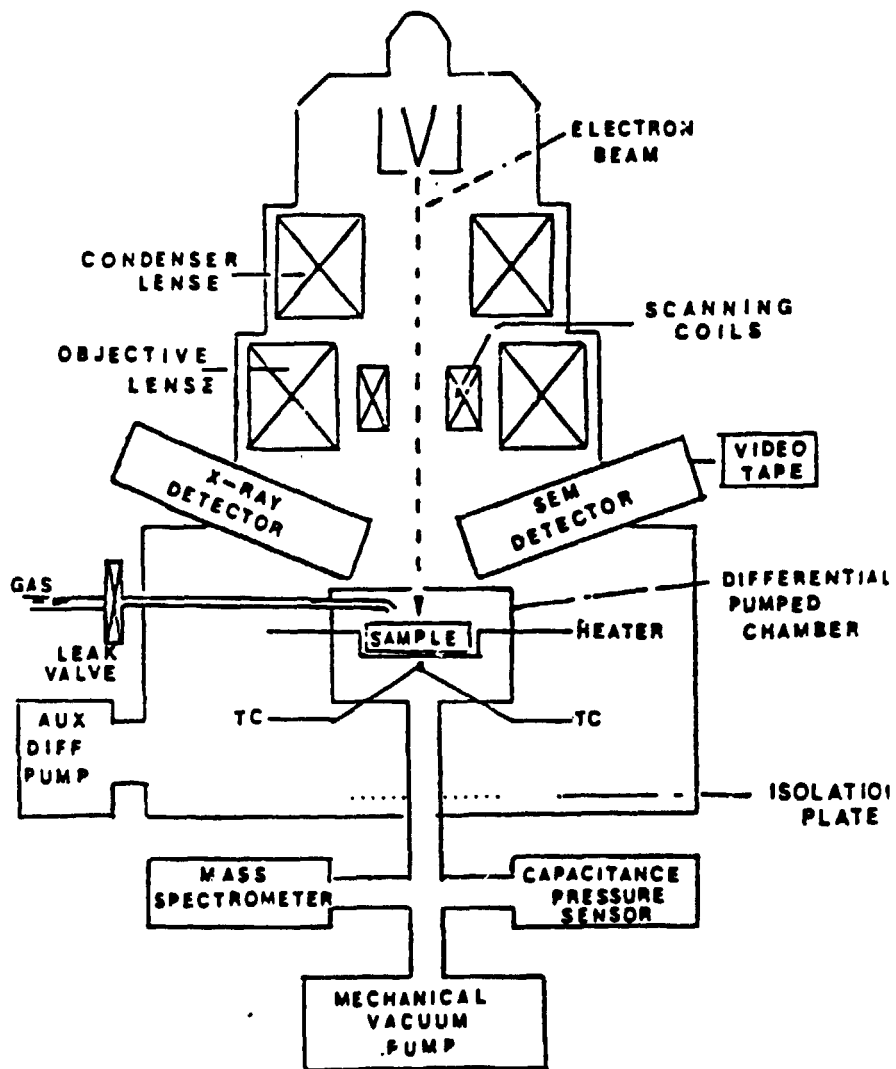 ELECTRON
BEAM
CONDENSER
LENSE
SCANNING
COILS
OBJECTIVE
LENSE
X-RAY
DETECTOR
SEM
DETECTOR
VIDEO
TAPE
GAS
LEAK
VALVE
SAMPLE
HEATER
DIFFERENTIAL
PUMPED
CHAMBER
TC
TC
AUX
DIFF
PUMP
ISOLATION
PLATE
MASS
SPECTROMETER
CAPACITANCE
PRESSURE
SENSOR
MECHANICAL
VACUUM
PUMP